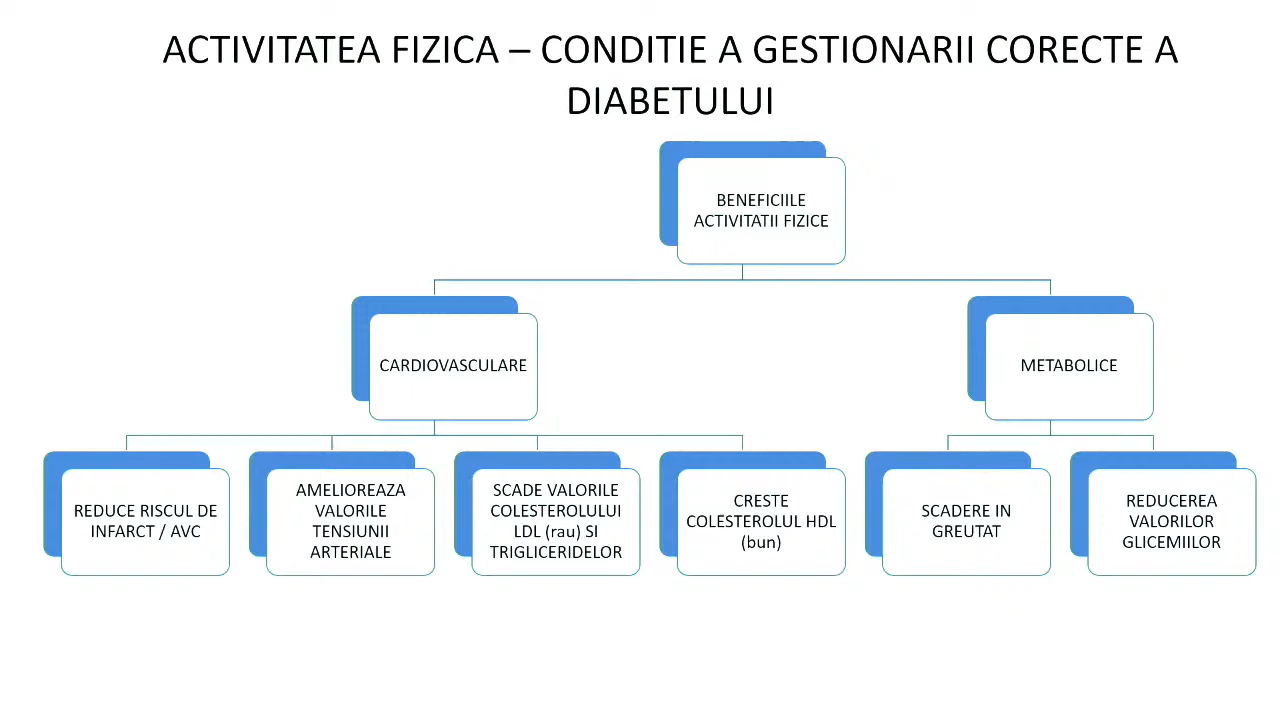 ACTIVITATEA FIZICA – CONDITIE A GESTIONARII CORECTE A
DIABETULUI
BENEFICIILE
ACTIVITATII FIZICE
CARDIOVASCULARE
METABOLICE
REDUCE RISCUL DE
INFARCT / AVC
AMELIOREAZA
VALORILE
TENSIUNII
ARTERIALE
SCADE VALORILE
COLESTEROLULUI
LDL (rau) SI
TRIGLICERIDELOR
CRESTE
COLESTEROLUL HDL
(bun)
SCADERE IN
GREUTAT
REDUCEREA
VALORILOR
GLICEMIILOR